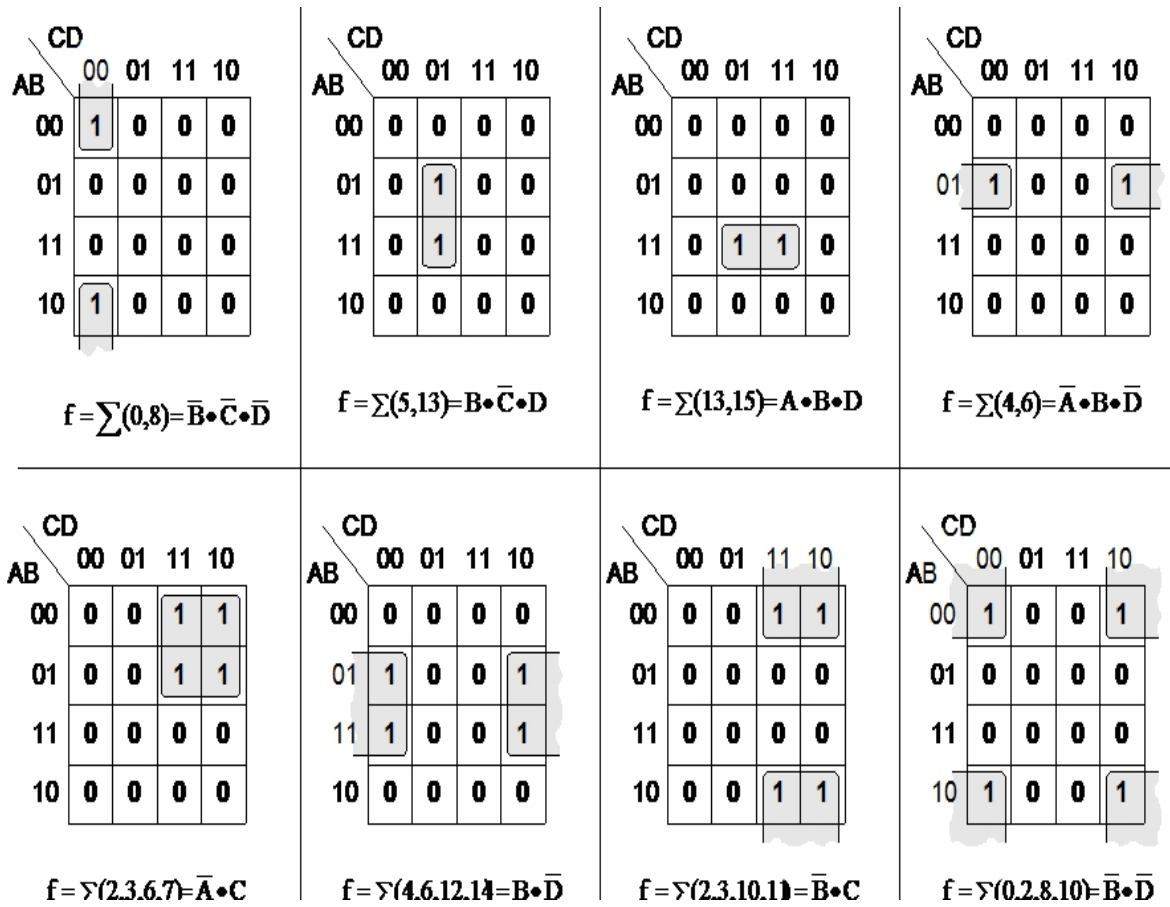 CD
AB 00 01 11 10
00 1 0 0 0
01 0 0 0 0
11 0 0 0 0
10 1 0 0 0
f = ∑(0,8)= B̅•C̅•D̅
CD
AB 00 01 11 10
00 0 0 0 0
01 0 1 0 0
11 0 1 0 0
10 0 0 0 0
f = ∑(5,13)= B•C̅•D
CD
AB 00 01 11 10
00 0 0 0 0
01 0 0 0 0
11 0 1 1 0
10 0 0 0 0
f = ∑(13,15)= A•B•D
CD
AB 00 01 11 10
00 0 0 0 0
01 1 0 0 1
11 0 0 0 0
10 0 0 0 0
f = ∑(4,6)= A̅•B•D̅
CD
AB 00 01 11 10
00 0 0 1 1
01 0 0 1 1
11 0 0 0 0
10 0 0 0 0
f = ∑(2,3,6,7)= A̅•C
CD
AB 00 01 11 10
00 0 0 0 0
01 1 0 0 1
11 1 0 0 1
10 0 0 0 0
f = ∑(4,6,12,14)= B•D̅
CD
AB 00 01 11 10
00 0 0 1 1
01 0 0 0 0
11 0 0 0 0
10 0 0 1 1
f = ∑(2,3,10,11)= B̅•C
CD
AB 00 01 11 10
00 1 0 0 1
01 0 0 0 0
11 0 0 0 0
10 1 0 0 1
f = ∑(0,2,8,10)= B̅•D̅